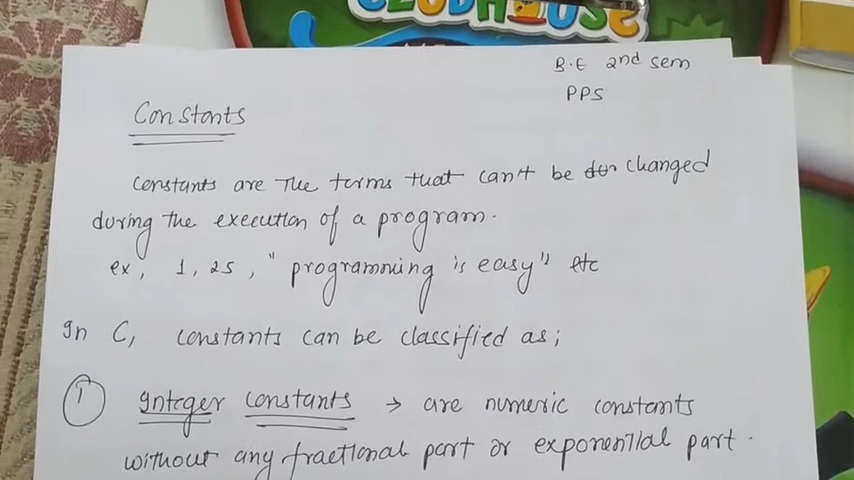 CLUBHOUSE
B.E 2nd sem
PPS
Constants
Constants are The terms that can't be changed
during the execution of a program.
ex, 1, 25, "programming is easy" etc
In C, constants can be classified as;
1 Integer constants → are numeric constants
without any fractional part or exponential part.